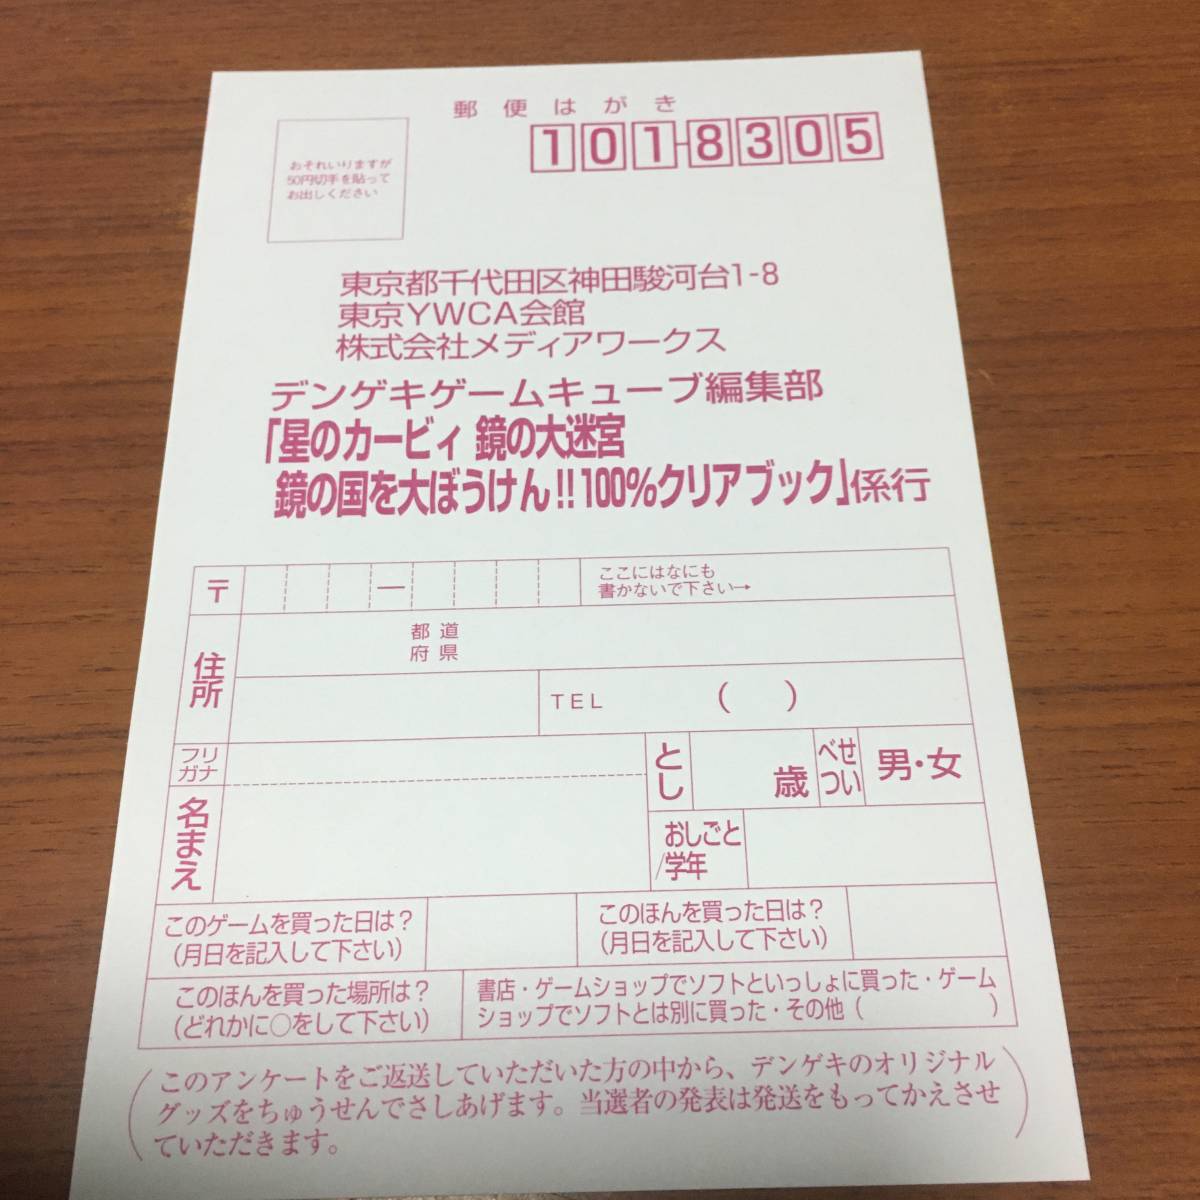 郵便はがき
101-8305
おそれいりますが
50円切手を貼って
お出しください
東京都千代田区神田駿河台1-8
東京YWCA会館
株式会社メディアワークス
デンゲキゲームキューブ編集部
「星のカービィ 鏡の大迷宮
鏡の国を大ぼうけん!!100%クリアブック」係行
〒 ー
ここにはなにも
書かないで下さい→
住所
都道
府県
TEL ( )
フリ
ガナ
名まえ
とし
歳
せいべつ
男・女
おしごと
/学年
このゲームを買った日は?
(月日を記入して下さい)
このほんを買った日は?
(月日を記入して下さい)
このほんを買った場所は?
(どれかに○をして下さい)
書店・ゲームショップでソフトといっしょに買った・ゲーム
ショップでソフトとは別に買った・その他( )
このアンケートをご返送していただいた方の中から、デンゲキのオリジナル
グッズをちゅうせんでさしあげます。当選者の発表は発送をもってかえさせ
ていただきます。